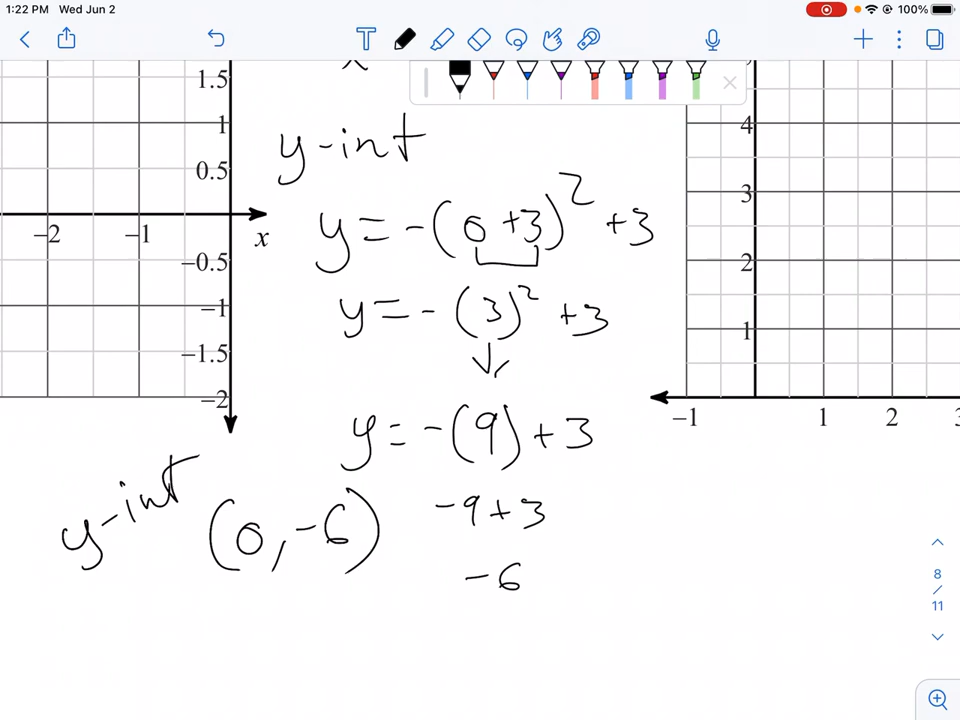 1:22 PM Wed Jun 2 100%
T
1.5
1
0.5
-2 -1 x
-0.5
-1
-1.5
-2
y-int
y = -(0 +3)² +3
y = -(3)² +3
y = -(9) + 3
-9 + 3
-6
y-int (0, -6)
4
3
2
1
-1 1 2 3
8
/
11